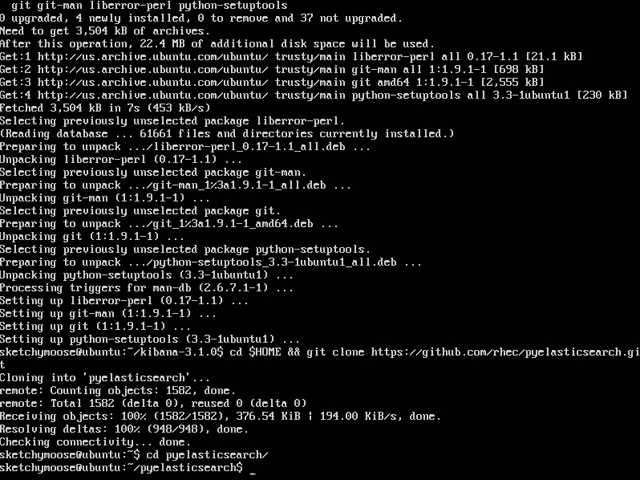 git git-man liberror-perl python-setuptools
0 upgraded, 4 newly installed, 0 to remove and 37 not upgraded.
Need to get 3,504 kB of archives.
After this operation, 22.4 MB of additional disk space will be used.
Get:1 http://us.archive.ubuntu.com/ubuntu/ trusty/main liberror-perl all 0.17-1.1 [21.1 kB]
Get:2 http://us.archive.ubuntu.com/ubuntu/ trusty/main git-man all 1:1.9.1-1 [698 kB]
Get:3 http://us.archive.ubuntu.com/ubuntu/ trusty/main git amd64 1:1.9.1-1 [2,555 kB]
Get:4 http://us.archive.ubuntu.com/ubuntu/ trusty/main python-setuptools all 3.3-1ubuntu1 [230 kB]
Fetched 3,504 kB in 7s (453 kB/s)
Selecting previously unselected package liberror-perl.
(Reading database ... 61661 files and directories currently installed.)
Preparing to unpack .../liberror-perl_0.17-1.1_all.deb ...
Unpacking liberror-perl (0.17-1.1) ...
Selecting previously unselected package git-man.
Preparing to unpack .../git-man_1%3a1.9.1-1_all.deb ...
Unpacking git-man (1:1.9.1-1) ...
Selecting previously unselected package git.
Preparing to unpack .../git_1%3a1.9.1-1_amd64.deb ...
Unpacking git (1:1.9.1-1) ...
Selecting previously unselected package python-setuptools.
Preparing to unpack .../python-setuptools_3.3-1ubuntu1_all.deb ...
Unpacking python-setuptools (3.3-1ubuntu1) ...
Processing triggers for man-db (2.6.7.1-1) ...
Setting up liberror-perl (0.17-1.1) ...
Setting up git-man (1:1.9.1-1) ...
Setting up git (1:1.9.1-1) ...
Setting up python-setuptools (3.3-1ubuntu1) ...
sketchymoose@ubuntu:~/kibana-3.1.0$ cd $HOME && git clone https://github.com/rhec/pyelasticsearch.gi
t
Cloning into 'pyelasticsearch'...
remote: Counting objects: 1582, done.
remote: Total 1582 (delta 0), reused 0 (delta 0)
Receiving objects: 100% (1582/1582), 376.54 KiB | 194.00 KiB/s, done.
Resolving deltas: 100% (948/948), done.
Checking connectivity... done.
sketchymoose@ubuntu:~$ cd pyelasticsearch/
sketchymoose@ubuntu:~/pyelasticsearch$ _